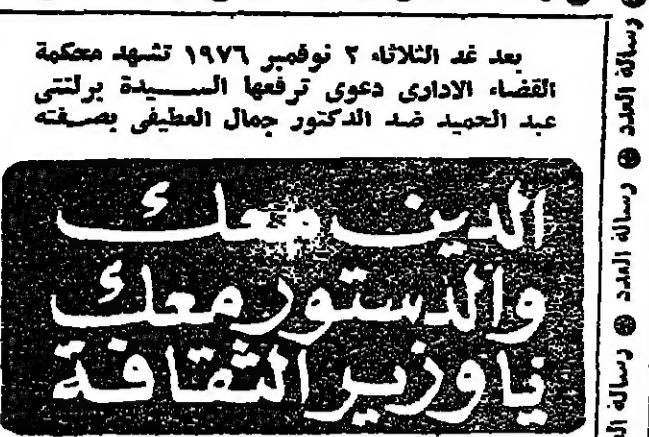 بعد غد الثلاثاء ٢ نوفمبر ١٩٧٦ تشهد محكمة
القضاء الادارى دعوى ترفعها السيدة برلنتى
عبد الحميد ضد الدكتور جمال العطيفى بصفته
الدين معك
والدستور معك
يا وزير الثقافة
رسالة العدد رسالة العدد رسالة